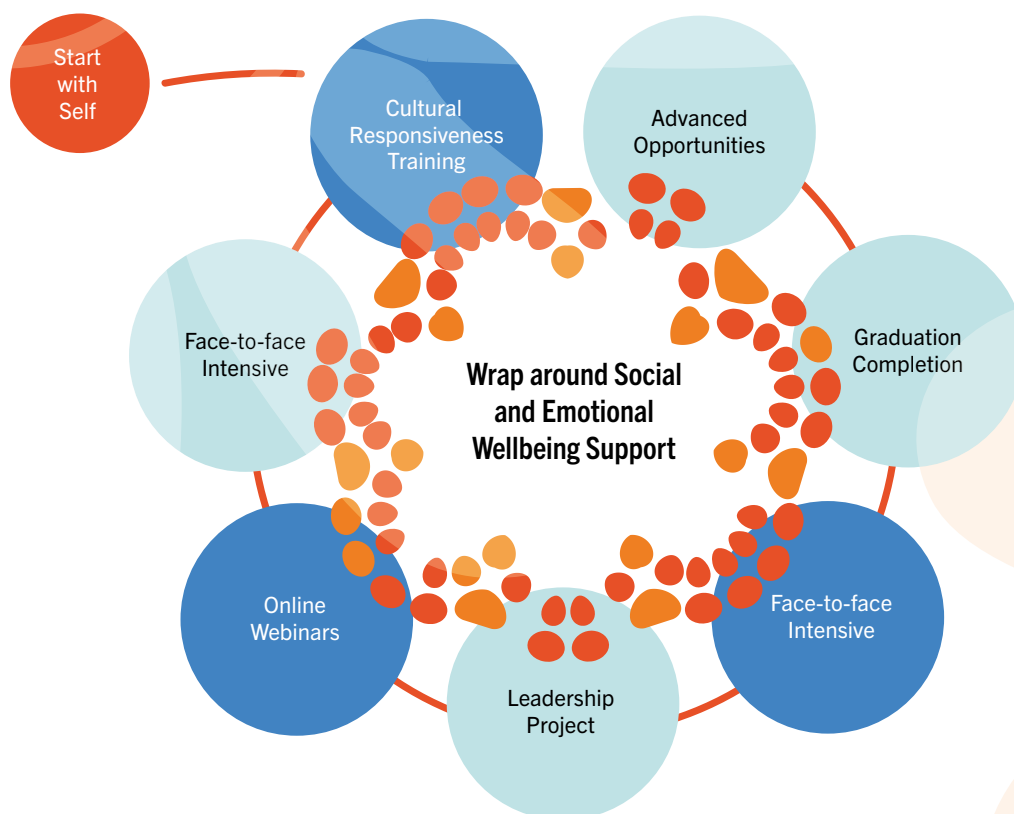 Start
with
Self
Cultural
Responsiveness
Training
Face-to-face
Intensive
Online
Webinars
Leadership
Project
Face-to-face
Intensive
Graduation
Completion
Advanced
Opportunities
Wrap around Social
and Emotional
Wellbeing Support